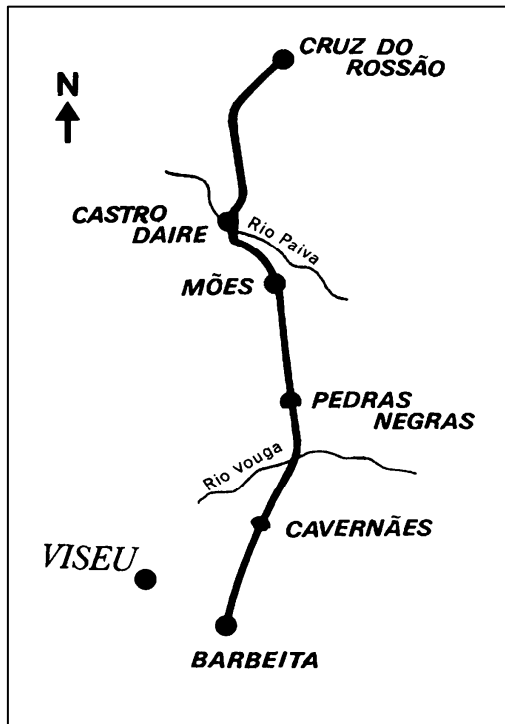 CRUZ DO
ROSSÃO
N
CASTRO
DAIRE
Rio Paiva
MÕES
PEDRAS
NEGRAS
Rio Vouga
CAVERNÃES
VISEU
BARBEITA